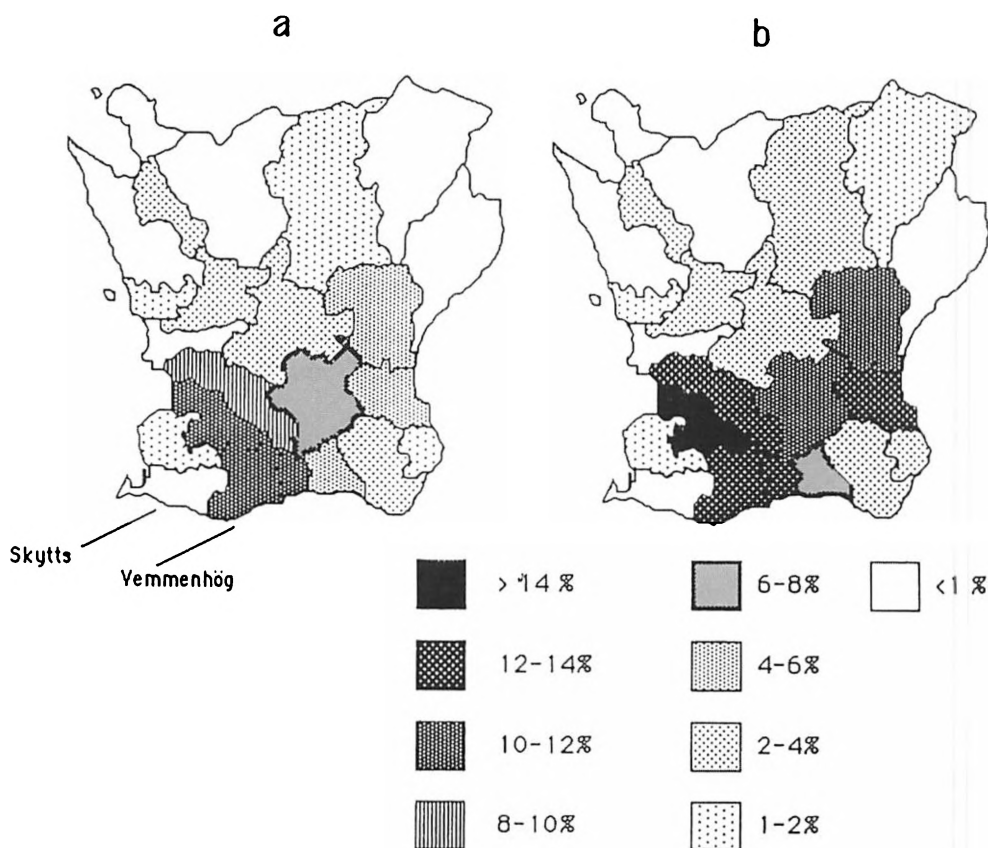 a
b
Skytts
Vemmenhög
> 14 %
12-14%
10-12%
8-10%
6-8%
4-6%
2-4%
1-2%
<1 %